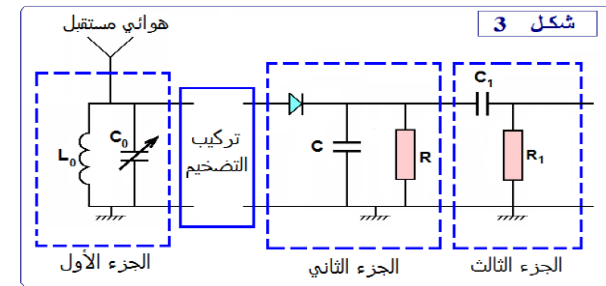 شكل 3
هوائي مستقبل
L0
C0
تركيب
التضخيم
C
R
C1
R1
الجزء الأول
الجزء الثاني
الجزء الثالث